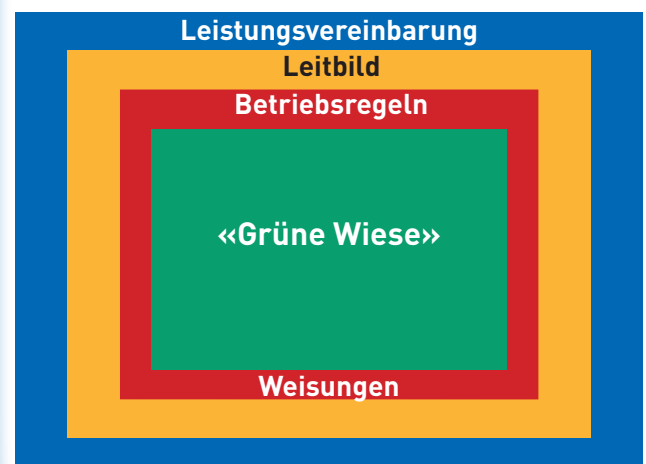 Leistungsvereinbarung
Leitbild
Betriebsregeln
«Grüne Wiese»
Weisungen